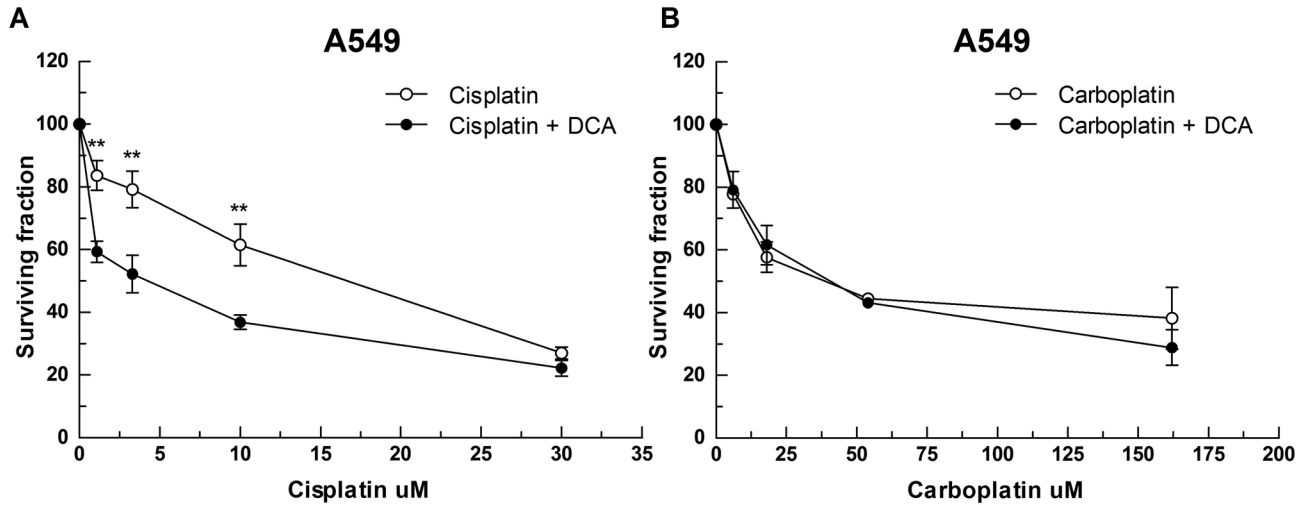 A
A549
Surviving fraction
120
100
80
60
40
20
0
Cisplatin
Cisplatin + DCA
**
**
**
0 5 10 15 20 25 30 35
Cisplatin uM
B
A549
Surviving fraction
120
100
80
60
40
20
0
Carboplatin
Carboplatin + DCA
0 25 50 75 100 125 150 175 200
Carboplatin uM